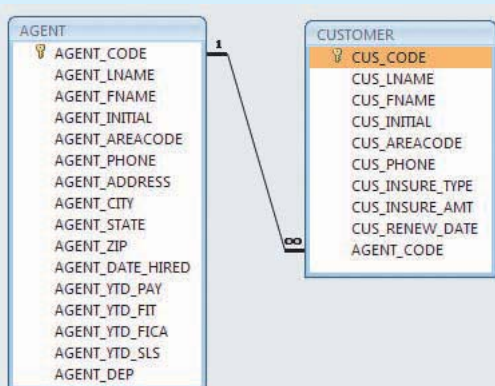 AGENT
AGENT_CODE
AGENT_LNAME
AGENT_FNAME
AGENT_INITIAL
AGENT_AREACODE
AGENT_PHONE
AGENT_ADDRESS
AGENT_CITY
AGENT_STATE
AGENT_ZIP
AGENT_DATE_HIRED
AGENT_YTD_PAY
AGENT_YTD_FIT
AGENT_YTD_FICA
AGENT_YTD_SLS
AGENT_DEP
1
∞
CUSTOMER
CUS_CODE
CUS_LNAME
CUS_FNAME
CUS_INITIAL
CUS_AREACODE
CUS_PHONE
CUS_INSURE_TYPE
CUS_INSURE_AMT
CUS_RENEW_DATE
AGENT_CODE